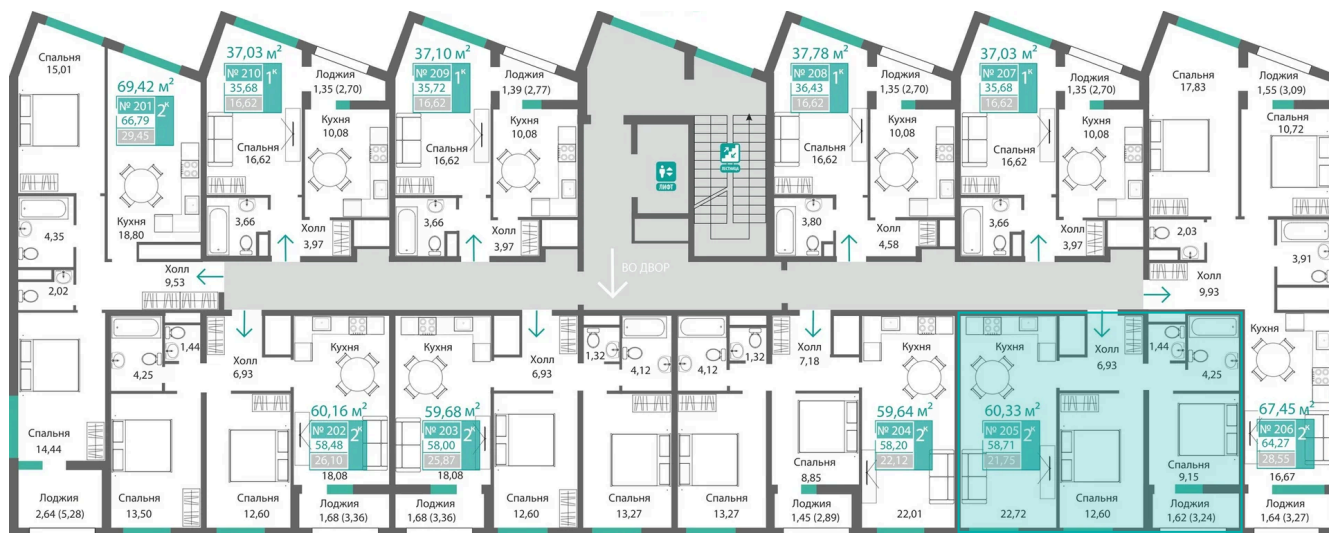 Спальня
15,01
69,42 м²
№ 201
66,79
29,45
2к
Кухня
18,80
4,35
2,02
Холл
9,53
Спальня
14,44
Лоджия
2,64 (5,28)
37,03 м²
№ 210
35,68
16,62
1к
Лоджия
1,35 (2,70)
Кухня
10,08
Спальня
16,62
3,66
Холл
3,97
37,10 м²
№ 209
35,72
16,62
1к
Лоджия
1,39 (2,77)
Кухня
10,08
Спальня
16,62
3,66
Холл
3,97
ЛИФТ
ЛЕСТНИЦА
ВО ДВОР
37,78 м²
№ 208
36,43
16,62
1к
Лоджия
1,35 (2,70)
Кухня
10,08
Спальня
16,62
3,80
Холл
4,58
37,03 м²
№ 207
35,68
16,62
1к
Лоджия
1,35 (2,70)
Кухня
10,08
Спальня
16,62
3,66
Холл
3,97
Спальня
17,83
Лоджия
1,55 (3,09)
Спальня
10,72
2,03
3,91
Холл
9,93
Кухня
67,45 м²
№ 206
64,27
28,55
2к
16,67
Лоджия
1,64 (3,27)
1,44
4,25
Холл
6,93
Кухня
60,16 м²
№ 202
58,48
26,10
2к
18,08
Спальня
13,50
Спальня
12,60
Лоджия
1,68 (3,36)
Кухня
Холл
6,93
1,32
4,12
59,68 м²
№ 203
58,00
25,87
2к
18,08
Лоджия
1,68 (3,36)
Спальня
12,60
Спальня
13,27
4,12
1,32
Холл
7,18
Кухня
59,64 м²
№ 204
58,20
22,12
2к
Спальня
13,27
Спальня
8,85
Лоджия
1,45 (2,89)
22,01
Кухня
Холл
6,93
1,44
4,25
60,33 м²
№ 205
58,71
21,75
2к
22,72
Спальня
12,60
Спальня
9,15
Лоджия
1,62 (3,24)